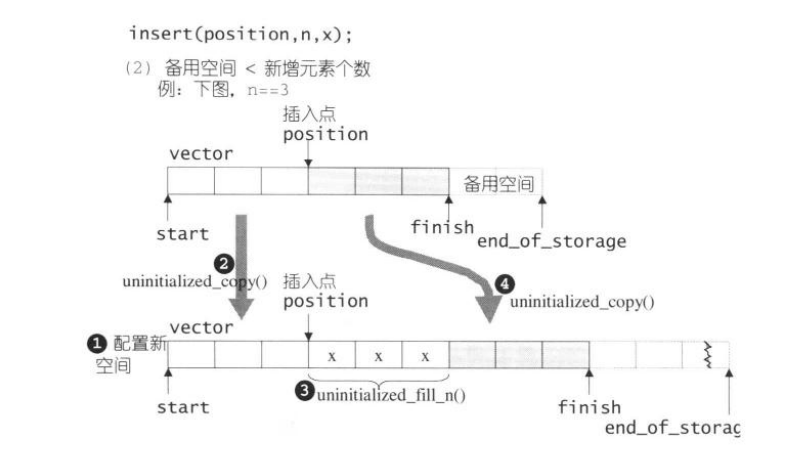 insert(position,n,x);
(2) 备用空间 < 新增元素个数
例：下图，n==3
插入点
position
vector
备用空间
start
finish
end_of_storage
❷
uninitialized_copy()
插入点
position
❹
uninitialized_copy()
vector
❶ 配置新
空间
x x x
❸ uninitialized_fill_n()
start
finish
end_of_storag